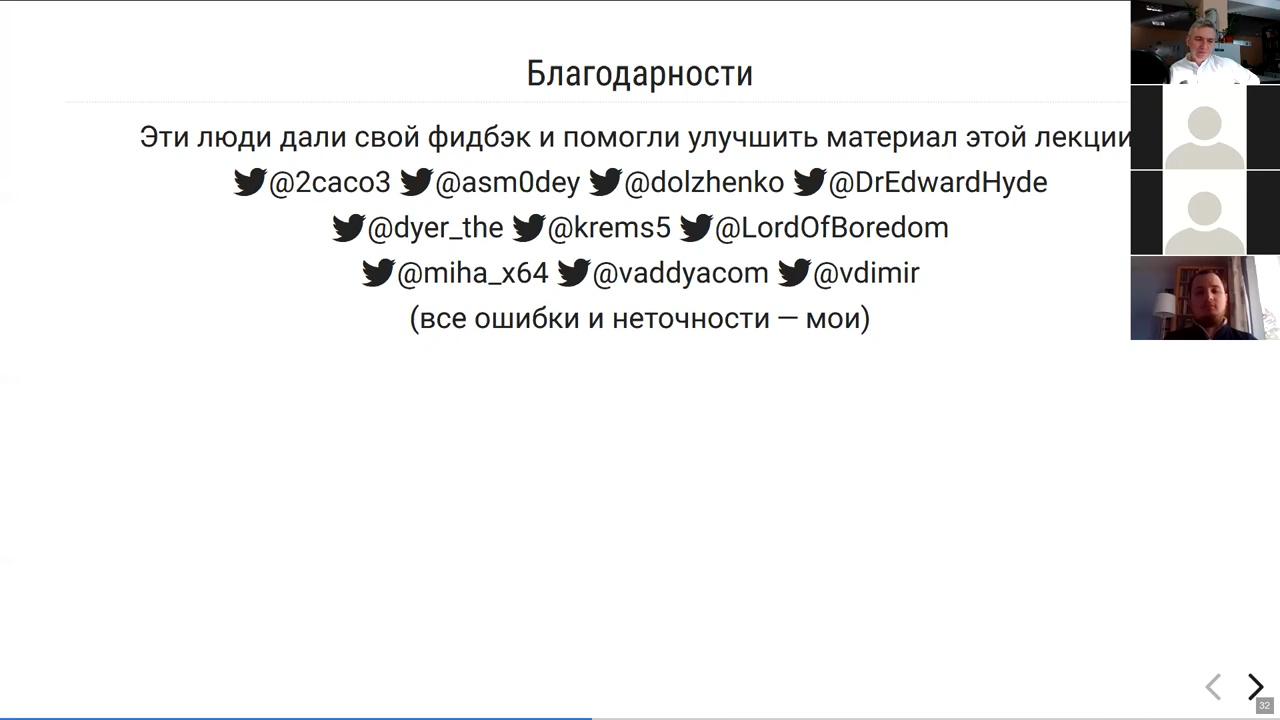 Благодарности
Эти люди дали свой фидбэк и помогли улучшить материал этой лекции
@2caco3 @asm0dey @dolzhenko @DrEdwardHyde
@dyer_the @krems5 @LordOfBoredom
@miha_x64 @vaddyacom @vdimir
(все ошибки и неточности — мои)
32